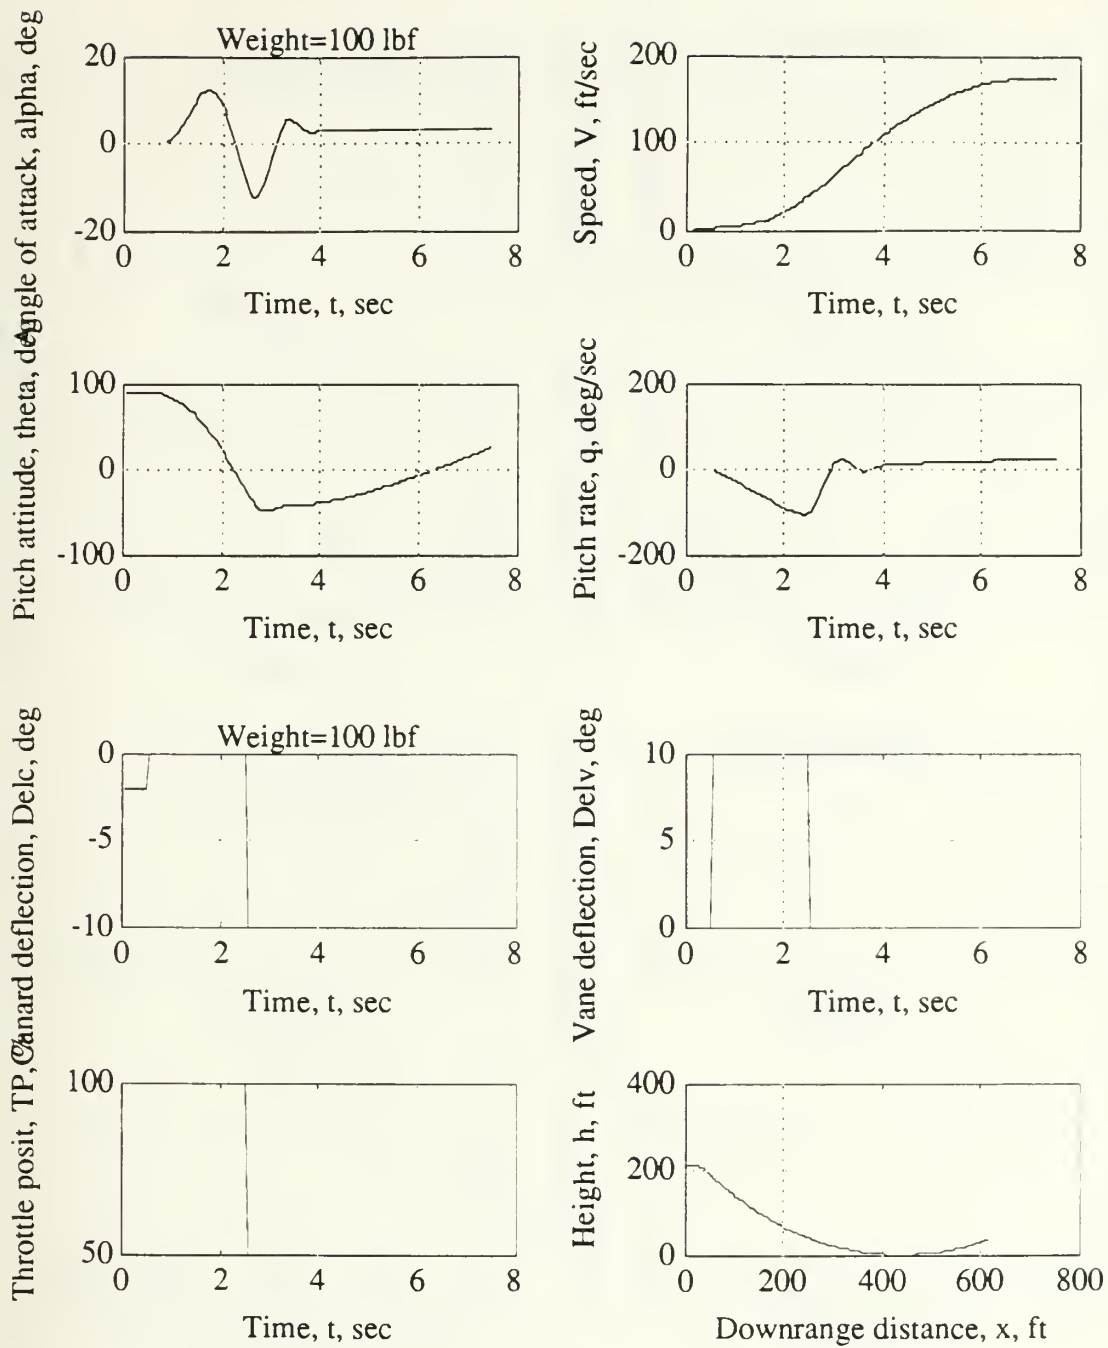 Weight=100 lbf
Angle of attack, alpha, deg
20
0
-20
0 2 4 6 8
Time, t, sec
Speed, V, ft/sec
200
100
0
0 2 4 6 8
Time, t, sec
Pitch attitude, theta, deg
100
0
-100
0 2 4 6 8
Time, t, sec
Pitch rate, q, deg/sec
200
0
-200
0 2 4 6 8
Time, t, sec
Weight=100 lbf
Canard deflection, Delc, deg
0
-5
-10
0 2 4 6 8
Time, t, sec
Vane deflection, Delv, deg
10
5
0
0 2 4 6 8
Time, t, sec
Throttle posit, TP, %
100
50
0 2 4 6 8
Time, t, sec
Height, h, ft
400
200
0
0 200 400 600 800
Downrange distance, x, ft